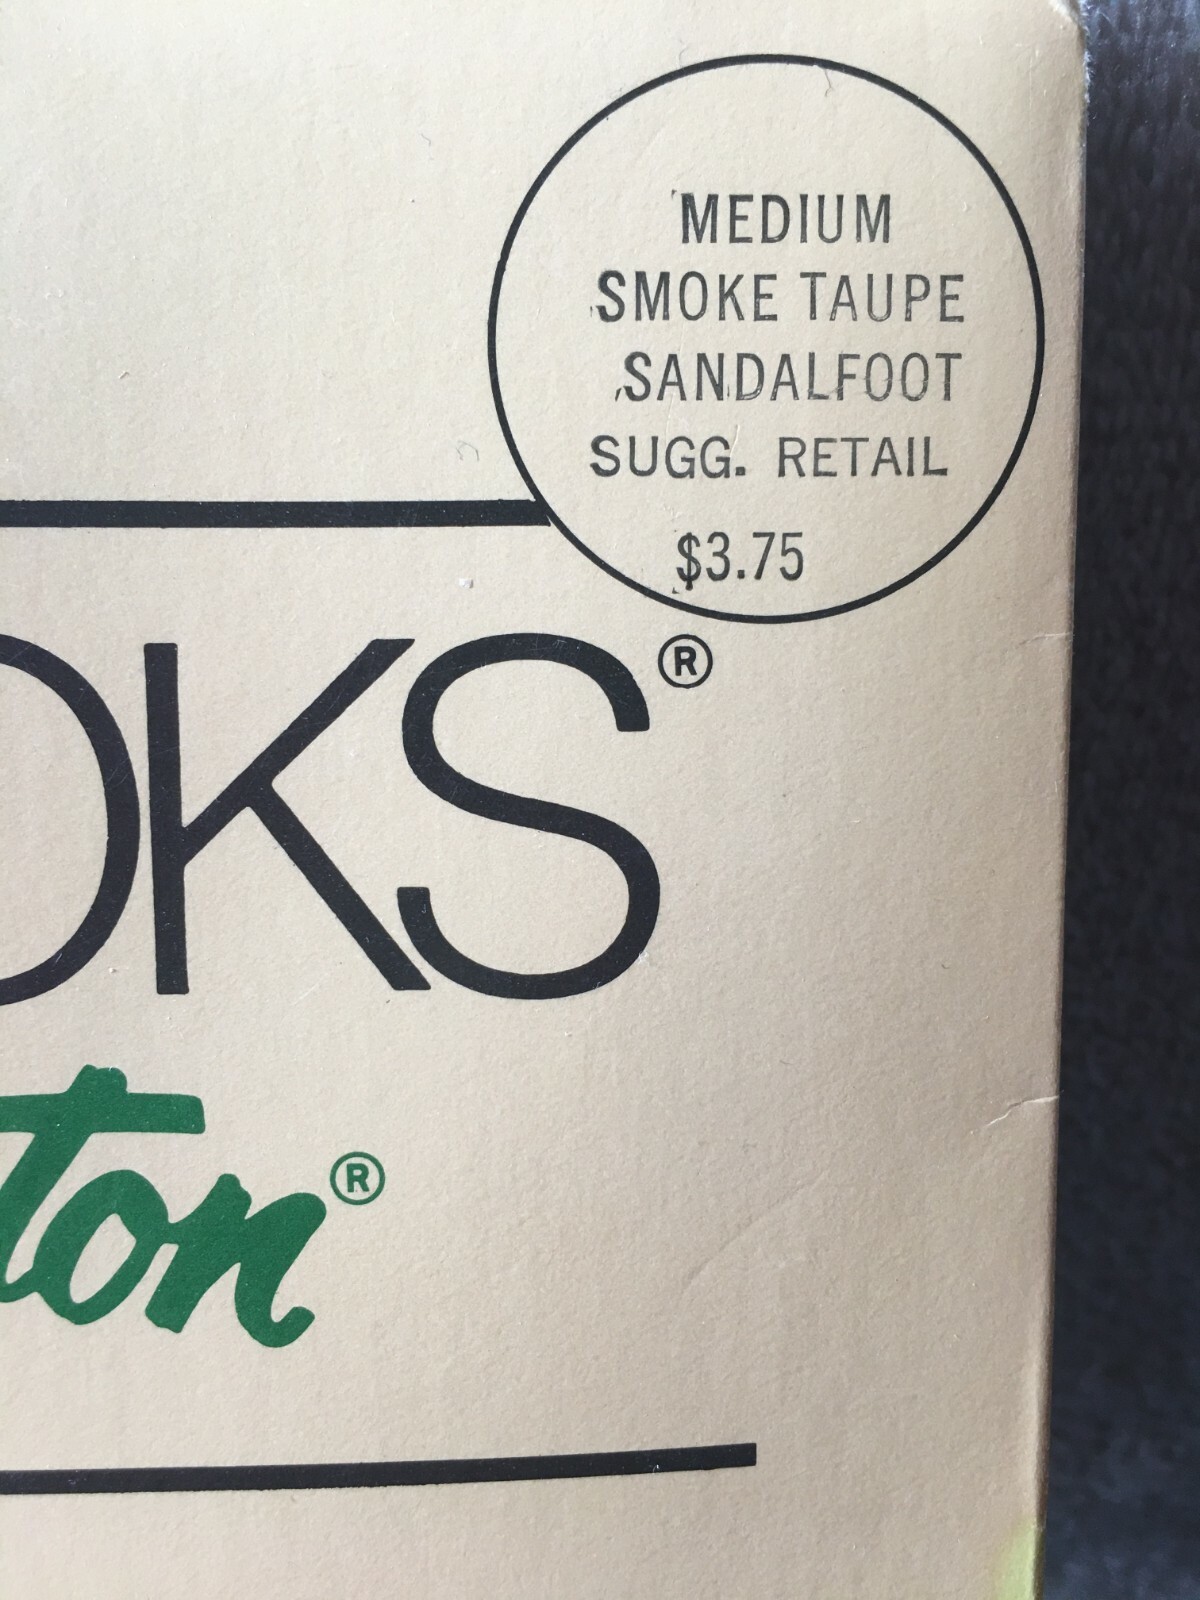 MEDIUM
SMOKE TAUPE
SANDALFOOT
SUGG. RETAIL
$3.75
OKS®
ton®